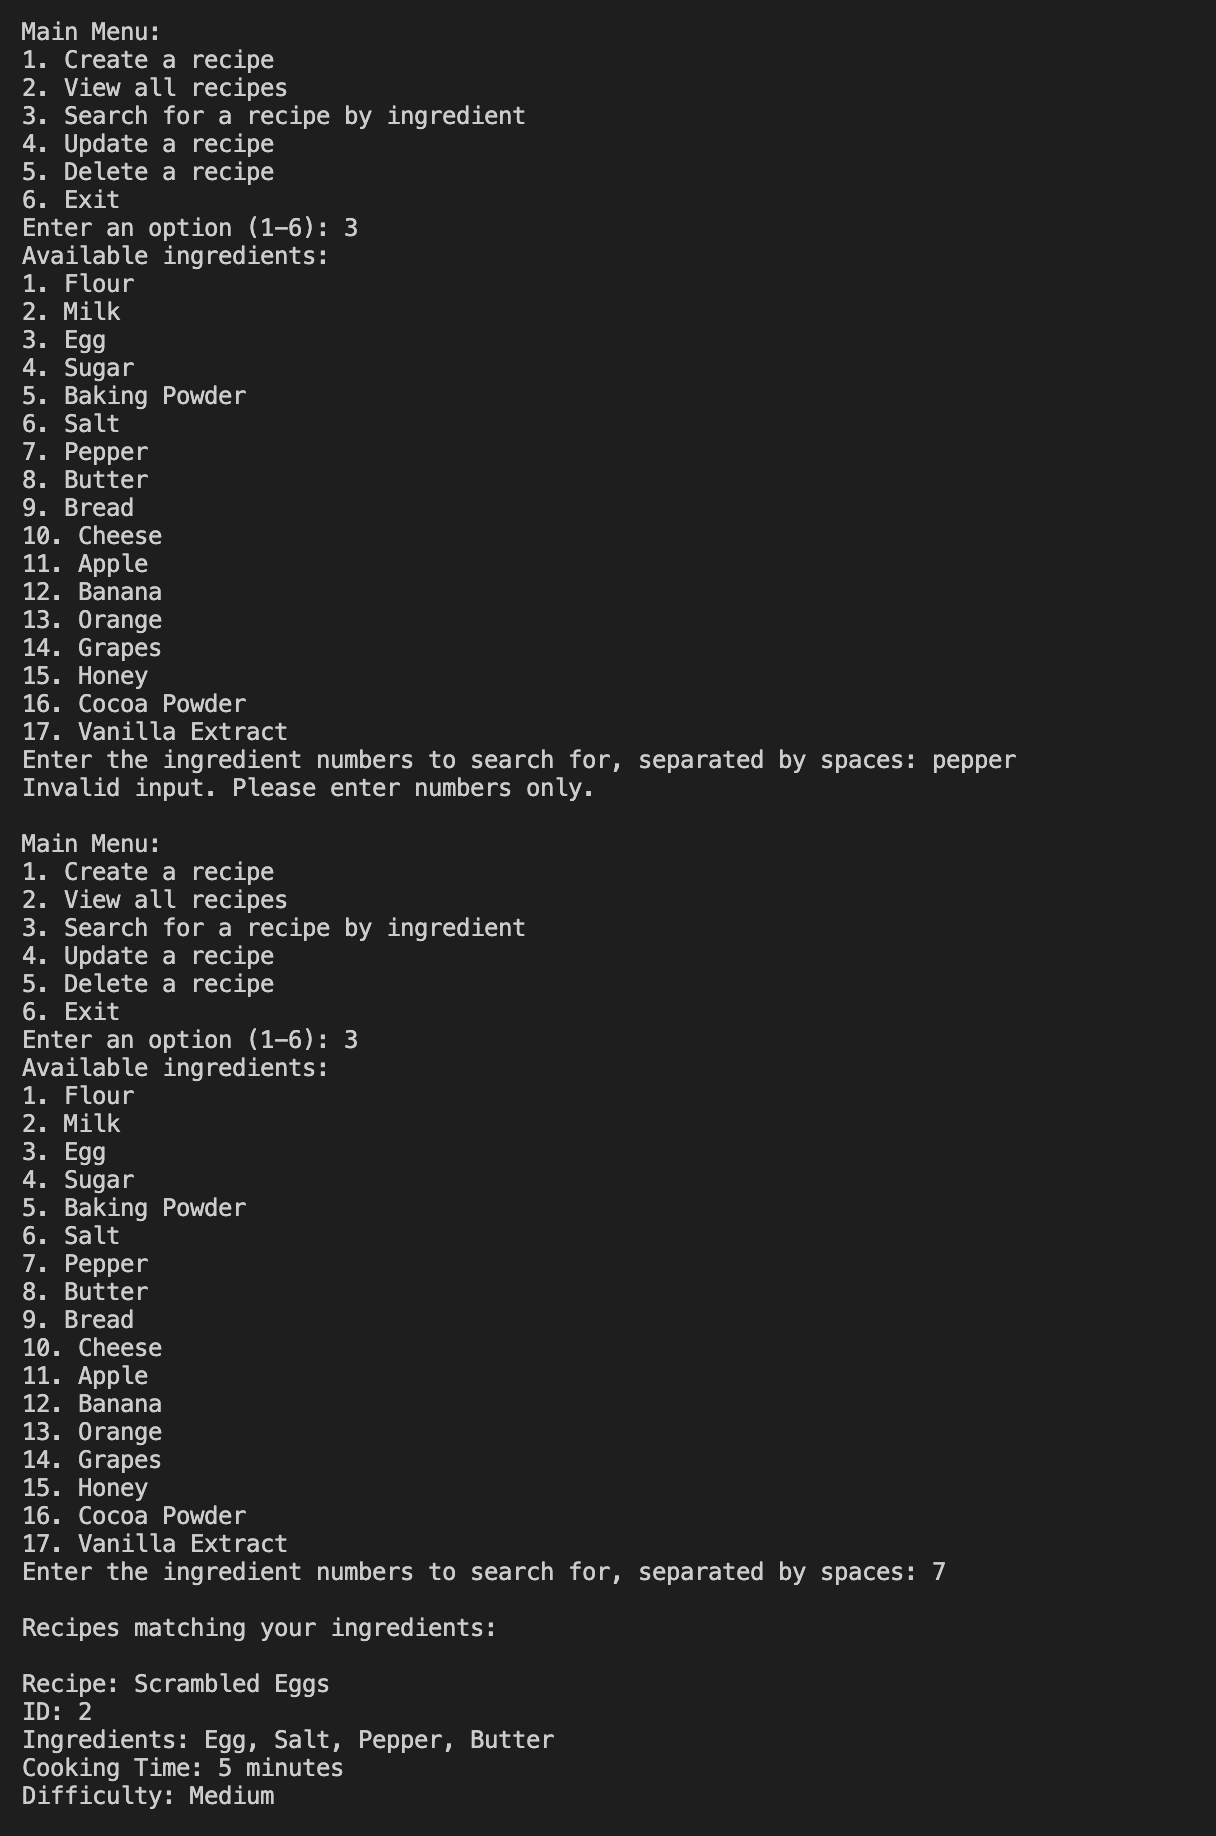 Main Menu:
1. Create a recipe
2. View all recipes
3. Search for a recipe by ingredient
4. Update a recipe
5. Delete a recipe
6. Exit
Enter an option (1-6): 3
Available ingredients:
1. Flour
2. Milk
3. Egg
4. Sugar
5. Baking Powder
6. Salt
7. Pepper
8. Butter
9. Bread
10. Cheese
11. Apple
12. Banana
13. Orange
14. Grapes
15. Honey
16. Cocoa Powder
17. Vanilla Extract
Enter the ingredient numbers to search for, separated by spaces: pepper
Invalid input. Please enter numbers only.

Main Menu:
1. Create a recipe
2. View all recipes
3. Search for a recipe by ingredient
4. Update a recipe
5. Delete a recipe
6. Exit
Enter an option (1-6): 3
Available ingredients:
1. Flour
2. Milk
3. Egg
4. Sugar
5. Baking Powder
6. Salt
7. Pepper
8. Butter
9. Bread
10. Cheese
11. Apple
12. Banana
13. Orange
14. Grapes
15. Honey
16. Cocoa Powder
17. Vanilla Extract
Enter the ingredient numbers to search for, separated by spaces: 7

Recipes matching your ingredients:

Recipe: Scrambled Eggs
ID: 2
Ingredients: Egg, Salt, Pepper, Butter
Cooking Time: 5 minutes
Difficulty: Medium